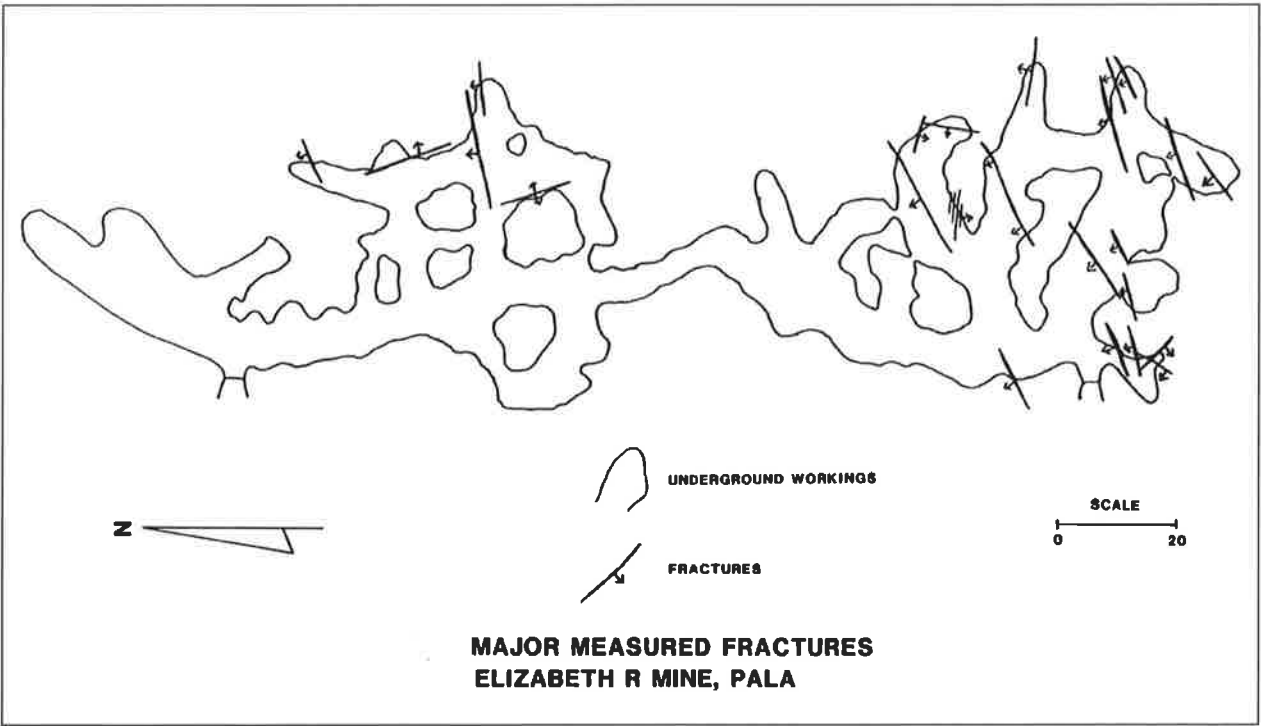 UNDERGROUND WORKINGS
SCALE
0 20
N
FRACTURES
MAJOR MEASURED FRACTURES
ELIZABETH R MINE, PALA